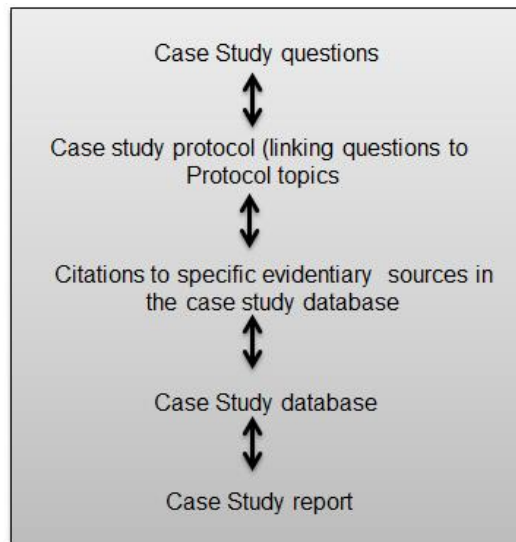 Case Study questions
Case study protocol (linking questions to
Protocol topics
Citations to specific evidentiary sources in
the case study database
Case Study database
Case Study report